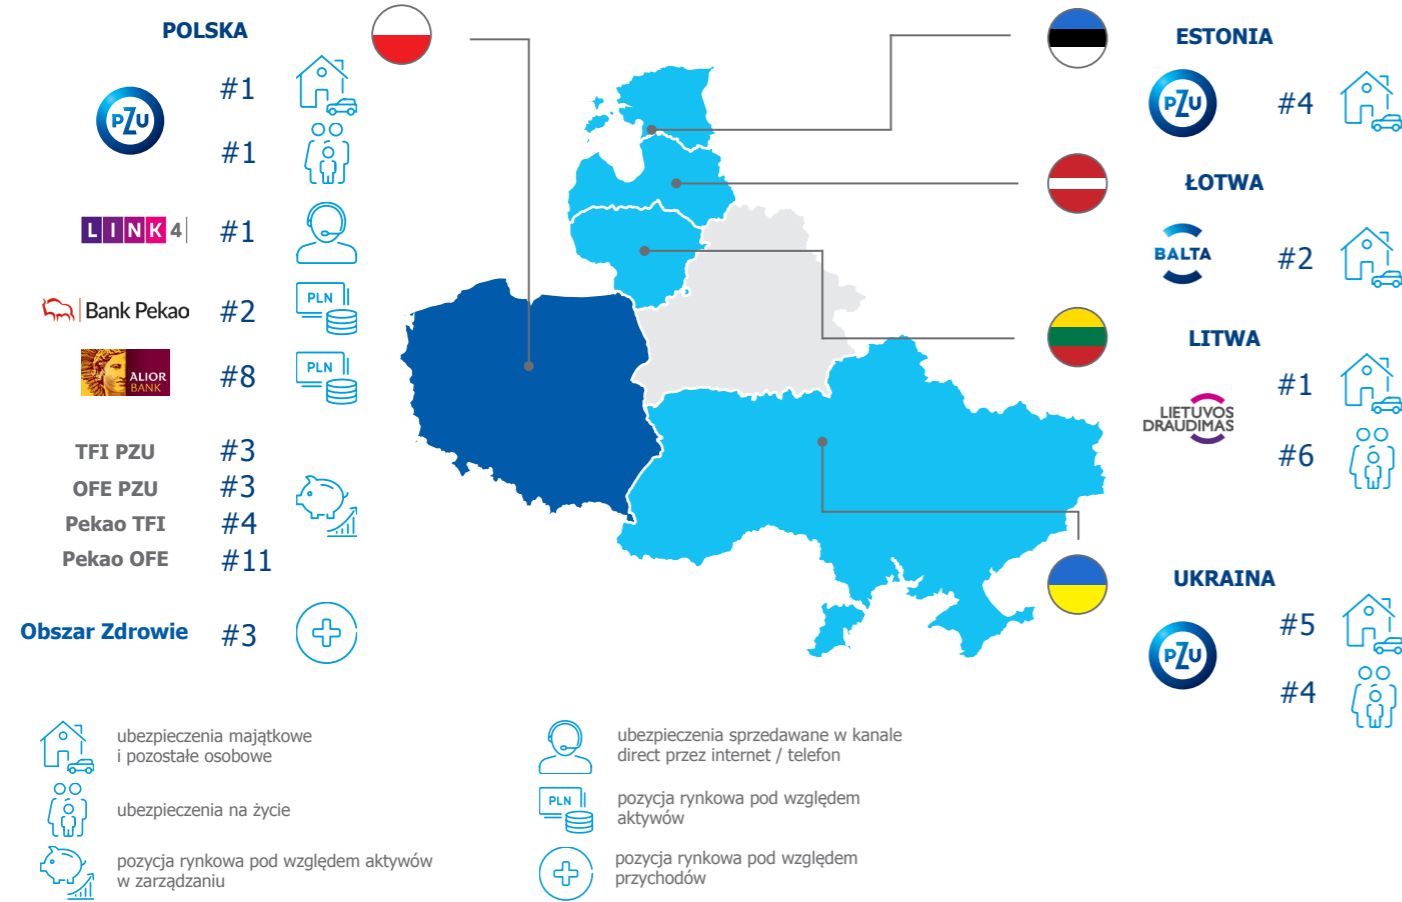 POLSKA
PZU
#1
#1
LINK4
#1
Bank Pekao
#2
PLN
ALIOR
BANK
#8
PLN
TFI PZU
#3
OFE PZU
#3
Pekao TFI
#4
Pekao OFE
#11
Obszar Zdrowie
#3
ESTONIA
PZU
#4
ŁOTWA
BALTA
#2
LITWA
#1
LIETUVOS
DRAUDIMAS
#6
UKRAINA
#5
PZU
#4
ubezpieczenia majątkowe
i pozostałe osobowe
ubezpieczenia na życie
pozycja rynkowa pod względem aktywów
w zarządzaniu
ubezpieczenia sprzedawane w kanale
direct przez internet / telefon
PLN
pozycja rynkowa pod względem
aktywów
pozycja rynkowa pod względem
przychodów